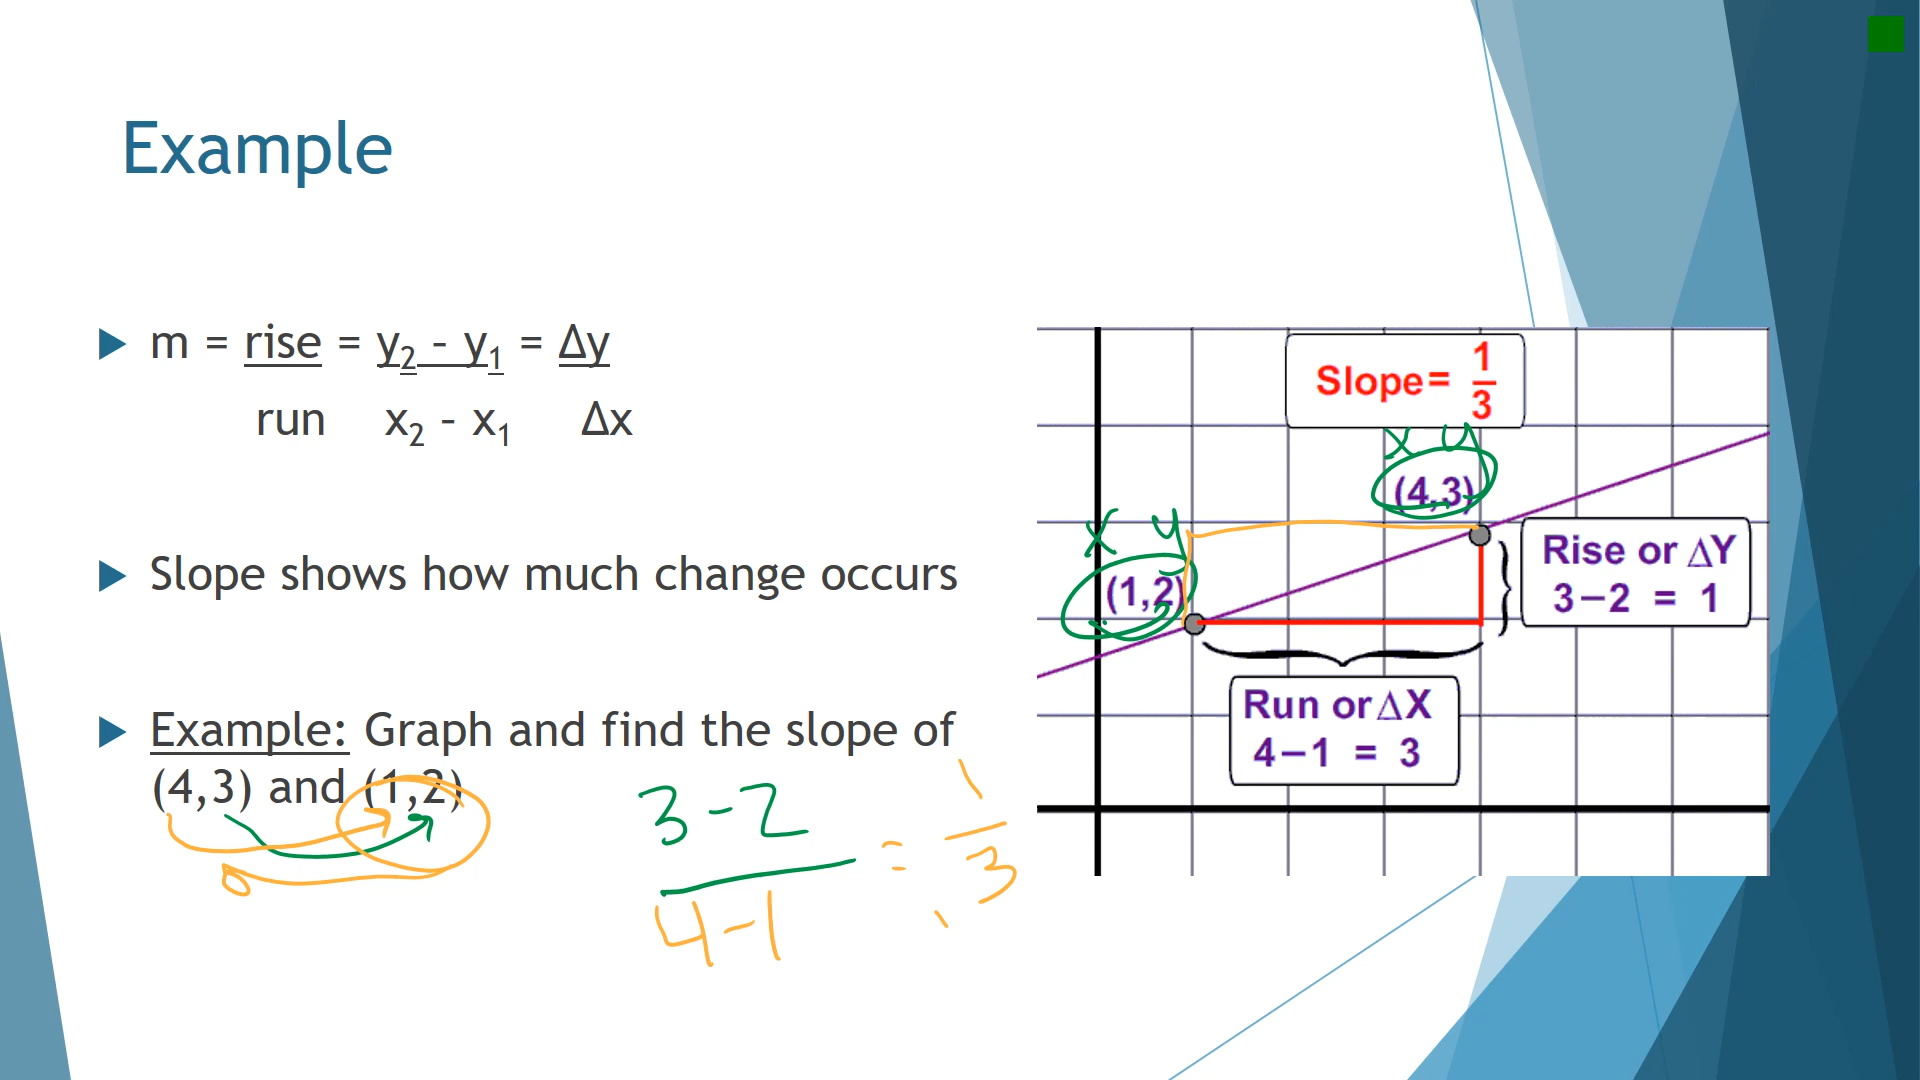 Example
m = rise = y2 - y1 = Δy
run x2 - x1 Δx
Slope shows how much change occurs
Example: Graph and find the slope of
(4,3) and (1,2)
3-2
4-1
= 1
3
Slope= 1
3
x y
(4,3)
x y
(1,2)
Rise or ΔY
3-2 = 1
Run or ΔX
4-1 = 3